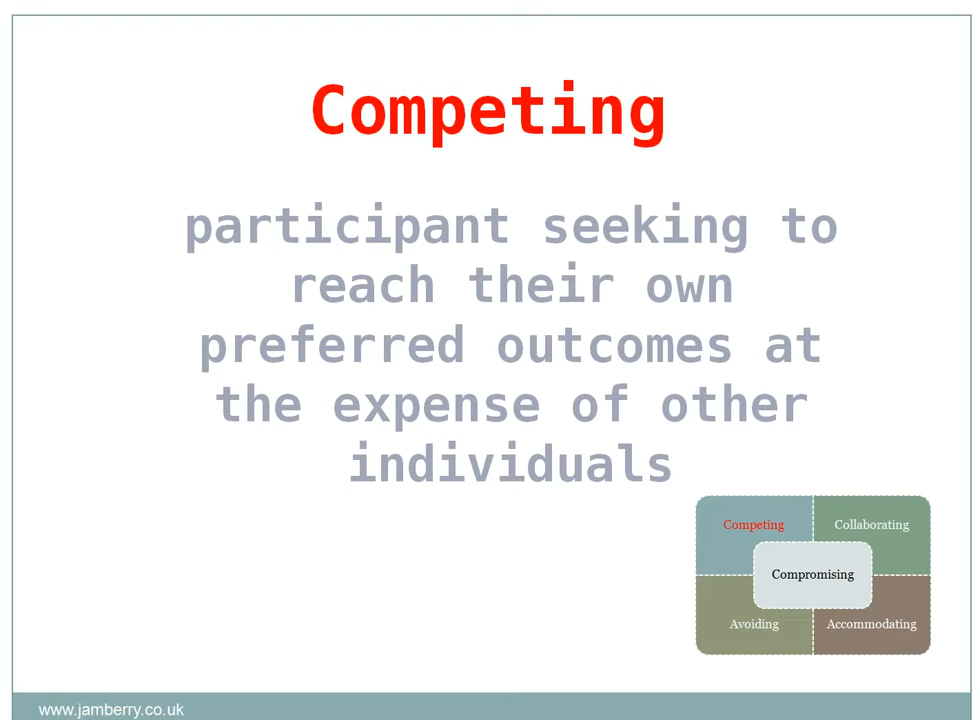 Competing
participant seeking to
reach their own
preferred outcomes at
the expense of other
individuals
Competing
Collaborating
Compromising
Avoiding
Accommodating
www.jamberry.co.uk